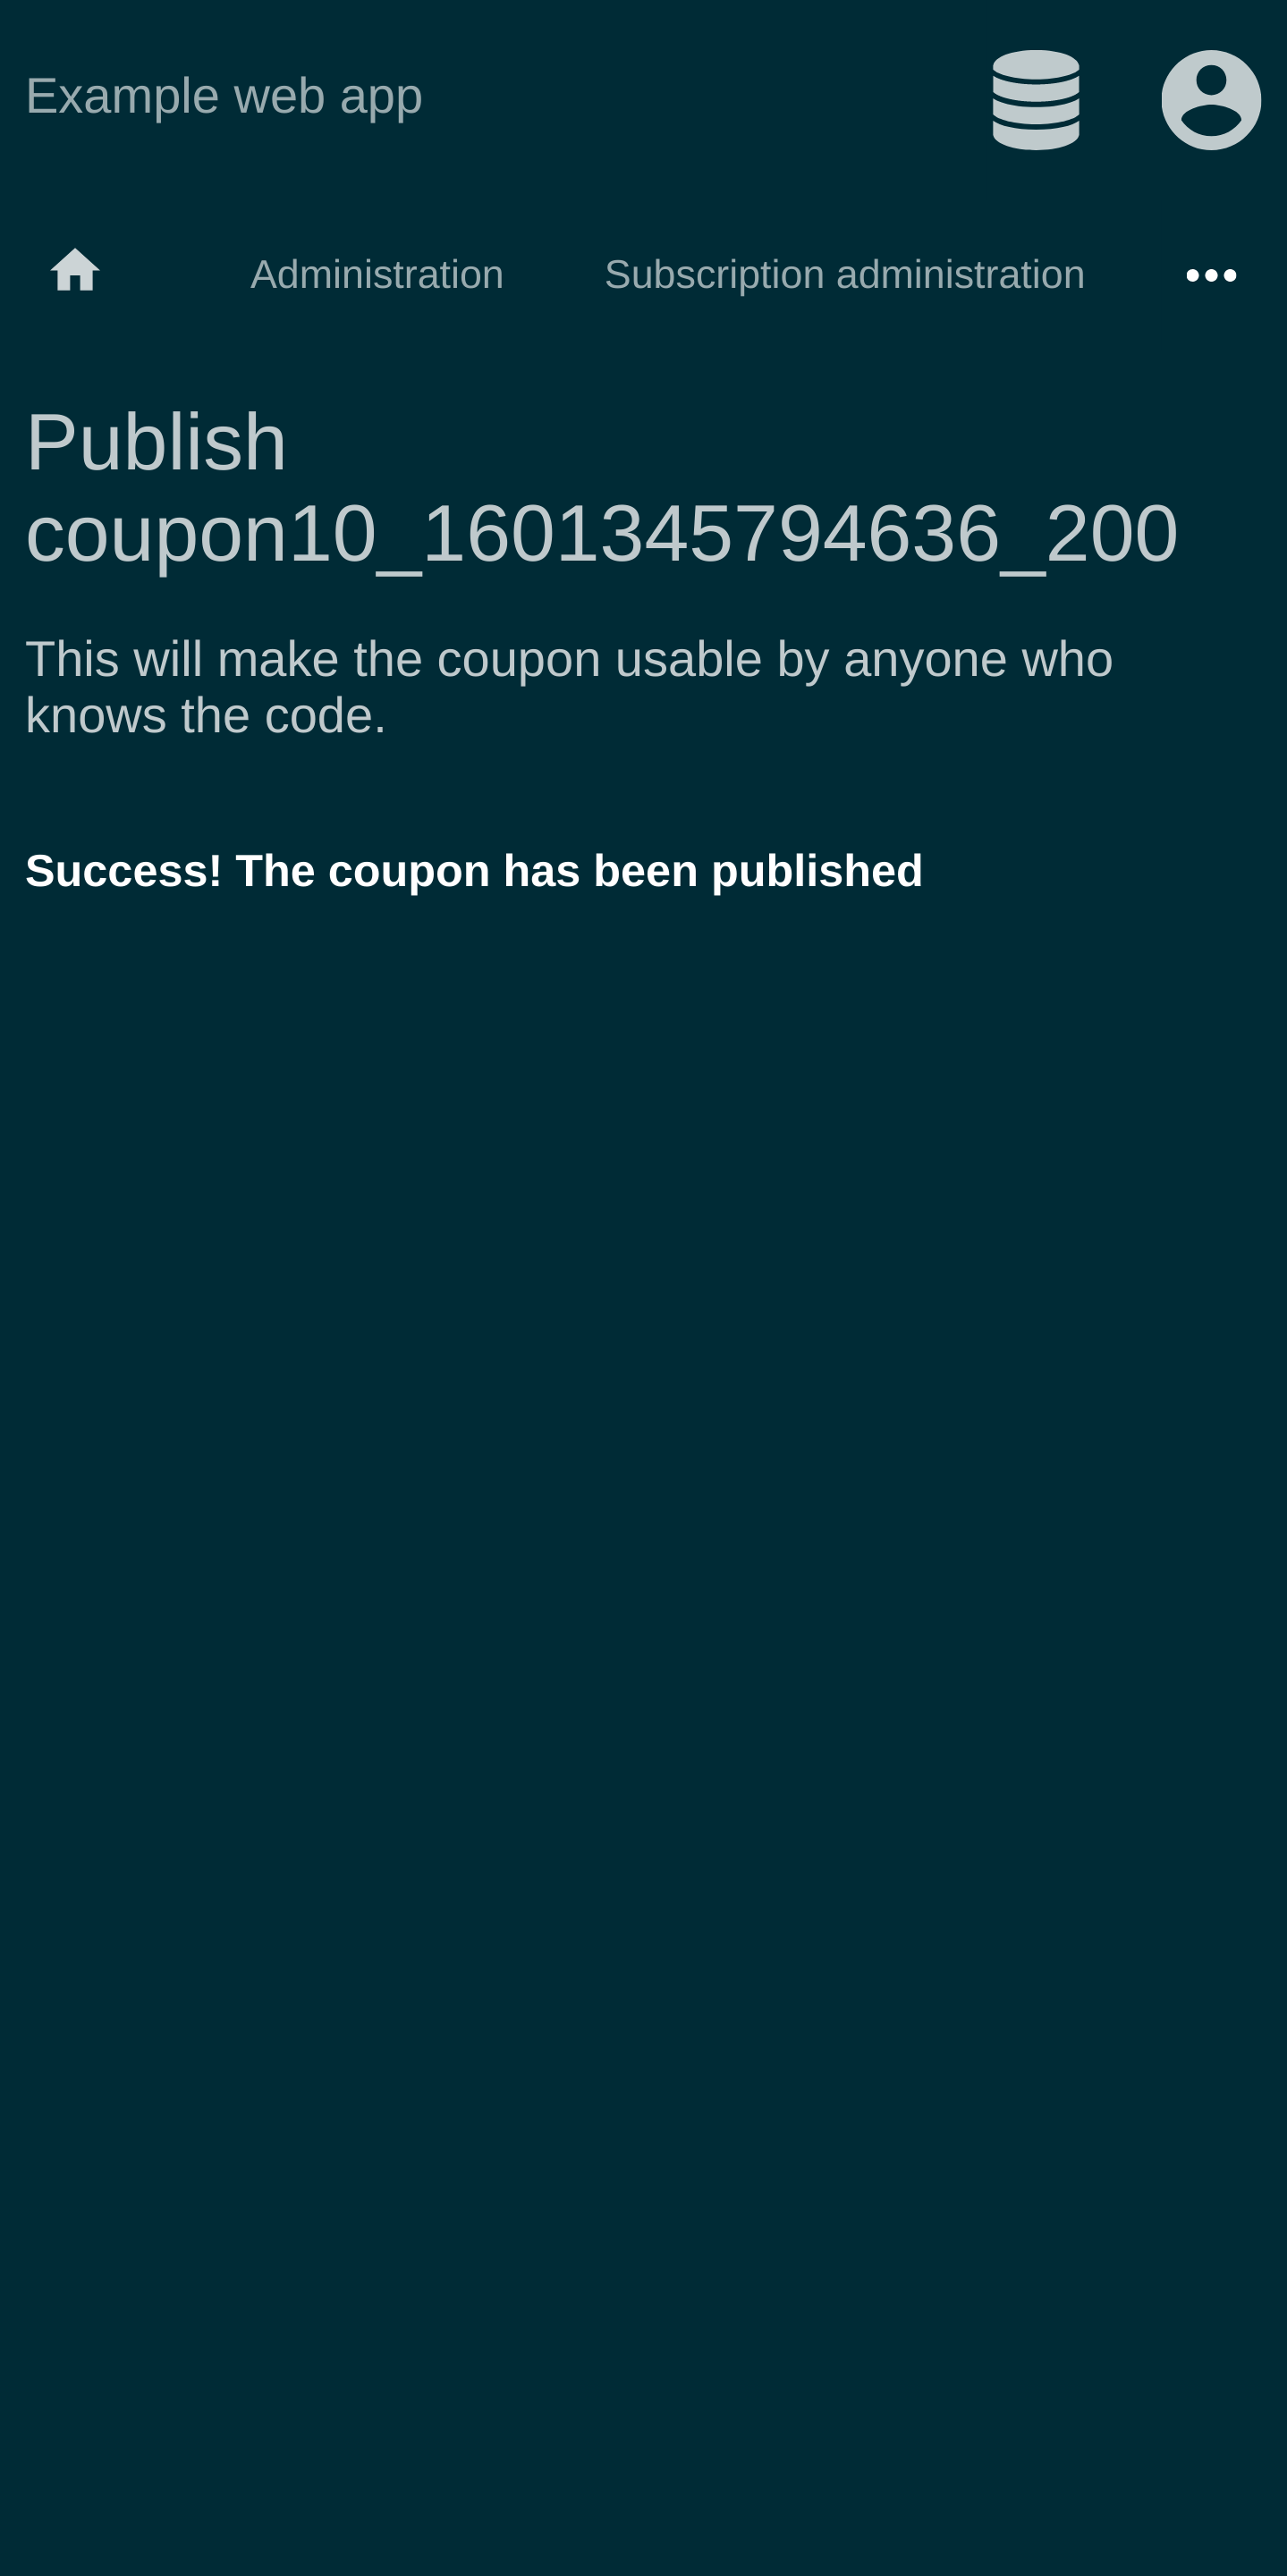 Example web app
Administration Subscription administration
Publish
coupon10_1601345794636_200
This will make the coupon usable by anyone who
knows the code.
Success! The coupon has been published